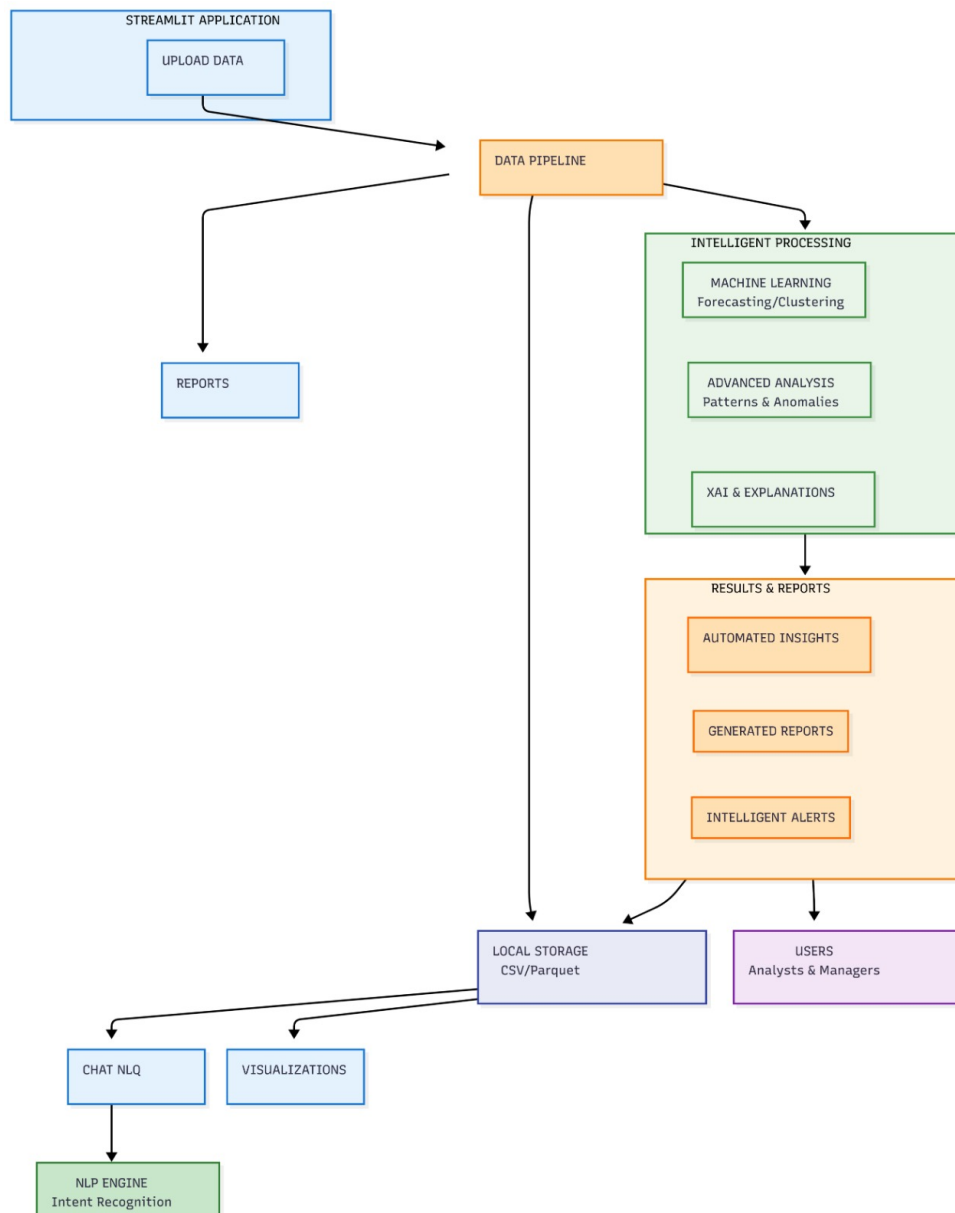 STREAMLIT APPLICATION
UPLOAD DATA
DATA PIPELINE
INTELLIGENT PROCESSING
MACHINE LEARNING
Forecasting/Clustering
REPORTS
ADVANCED ANALYSIS
Patterns & Anomalies
XAI & EXPLANATIONS
RESULTS & REPORTS
AUTOMATED INSIGHTS
GENERATED REPORTS
INTELLIGENT ALERTS
LOCAL STORAGE
CSV/Parquet
USERS
Analysts & Managers
CHAT NLQ
VISUALIZATIONS
NLP ENGINE
Intent Recognition